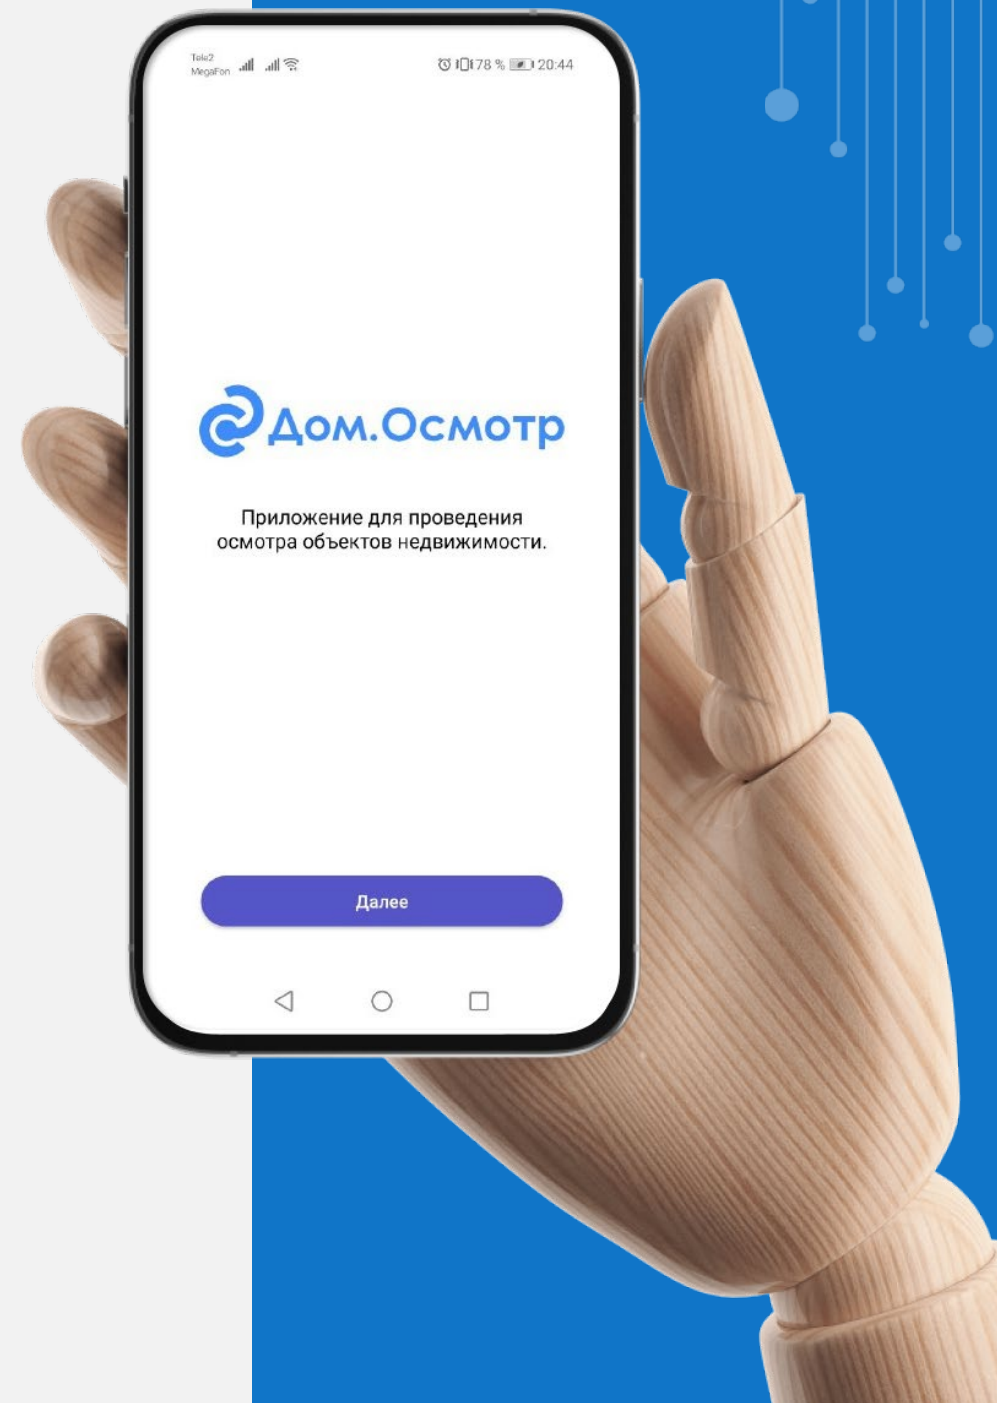 Tele2
MegaFon
78 % 20:44
Дом.Осмотр
Приложение для проведения
осмотра объектов недвижимости.
Далее